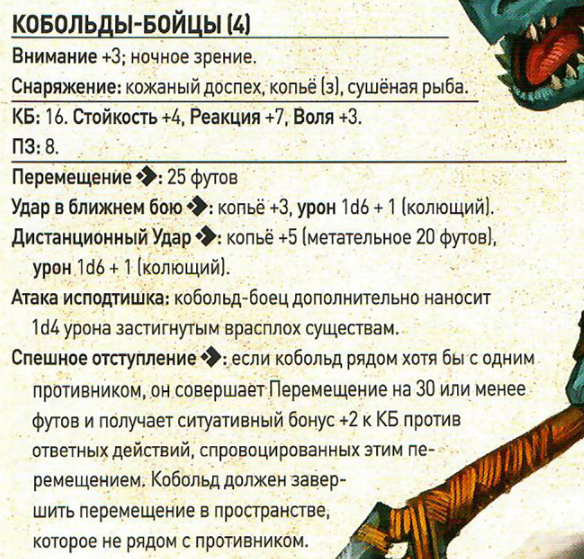 КОБОЛЬДЫ-БОЙЦЫ (4)
Внимание +3; ночное зрение.
Снаряжение: кожаный доспех, копьё (3), сушёная рыба.
КБ: 16. Стойкость +4, Реакция +7, Воля +3.
ПЗ: 8.
Перемещение ◆: 25 футов
Удар в ближнем бою ◆: копьё +3, урон 1d6 + 1 (колющий).
Дистанционный Удар ◆: копьё +5 (метательное 20 футов),
урон 1d6 + 1 (колющий).
Атака исподтишка: кобольд-боец дополнительно наносит
1d4 урона застигнутым врасплох существам.
Спешное отступление ◆: если кобольд рядом хотя бы с одним
противником, он совершает Перемещение на 30 или менее
футов и получает ситуативный бонус +2 к КБ против
ответных действий, спровоцированных этим пе-
ремещением. Кобольд должен завер-
шить перемещение в пространстве,
которое не рядом с противником.